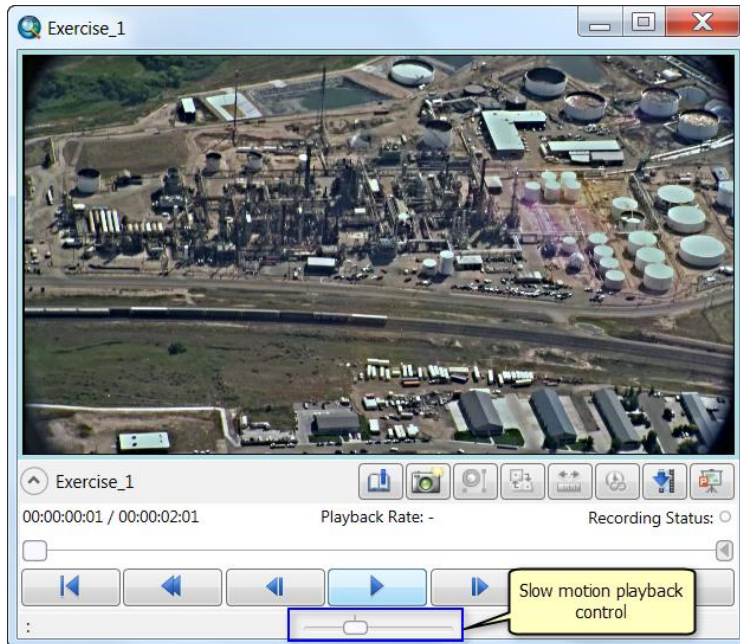 Exercise_1
Exercise_1
00:00:00:01 / 00:00:02:01
Playback Rate: -
Recording Status:
Slow motion playback
control
: